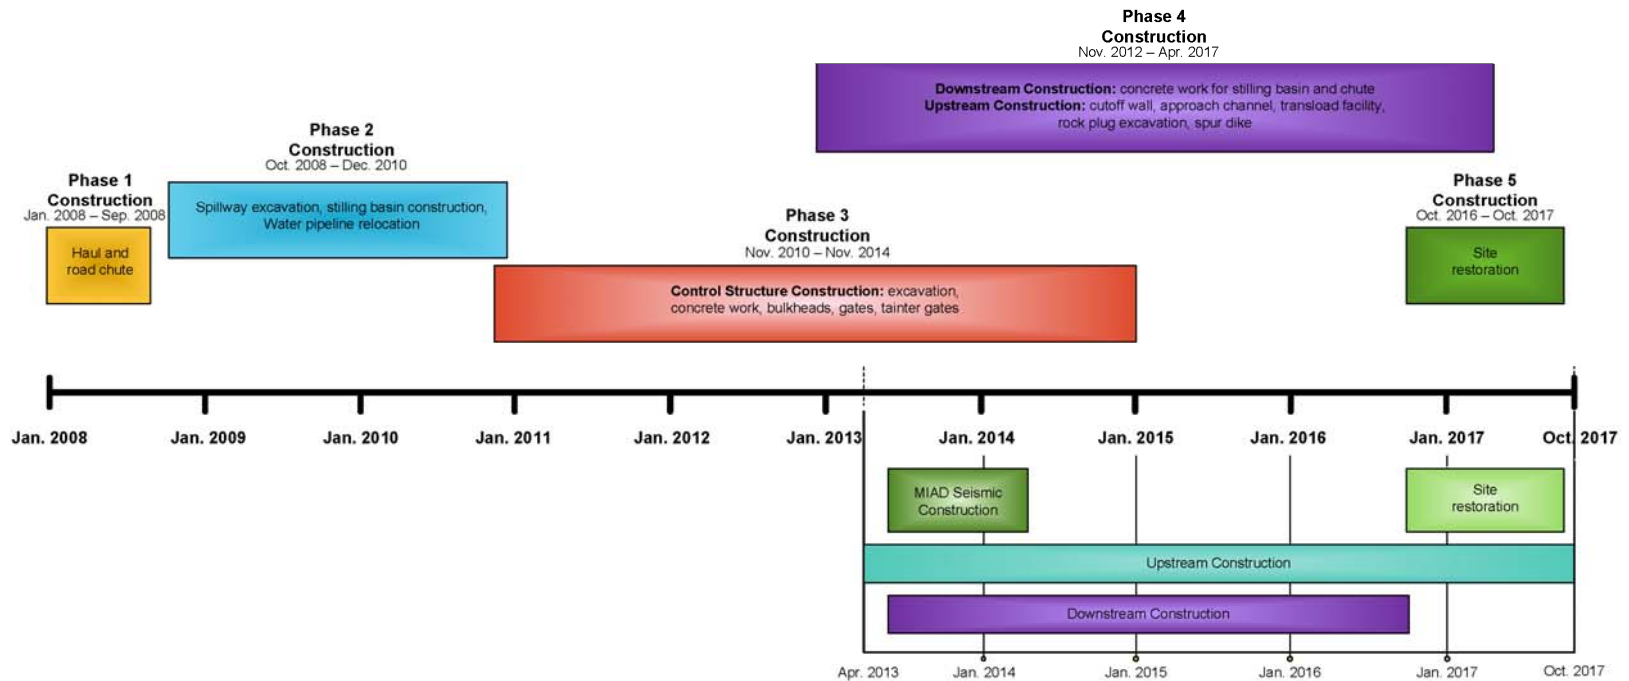 Phase 4
Construction
Nov. 2012 – Apr. 2017
Downstream Construction: concrete work for stilling basin and chute
Upstream Construction: cutoff wall, approach channel, transload facility,
rock plug excavation, spur dike
Phase 2
Construction
Oct. 2008 – Dec. 2010
Spillway excavation, stilling basin construction,
Water pipeline relocation
Phase 1
Construction
Jan. 2008 – Sep. 2008
Haul and
road chute
Phase 3
Construction
Nov. 2010 – Nov. 2014
Control Structure Construction: excavation,
concrete work, bulkheads, gates, tainter gates
Phase 5
Construction
Oct. 2016 – Oct. 2017
Site
restoration
Jan. 2008
Jan. 2009
Jan. 2010
Jan. 2011
Jan. 2012
Jan. 2013
Jan. 2014
Jan. 2015
Jan. 2016
Jan. 2017
Oct. 2017
MIAD Seismic
Construction
Site
restoration
Upstream Construction
Downstream Construction
Apr. 2013
Jan. 2014
Jan. 2015
Jan. 2016
Jan. 2017
Oct. 2017